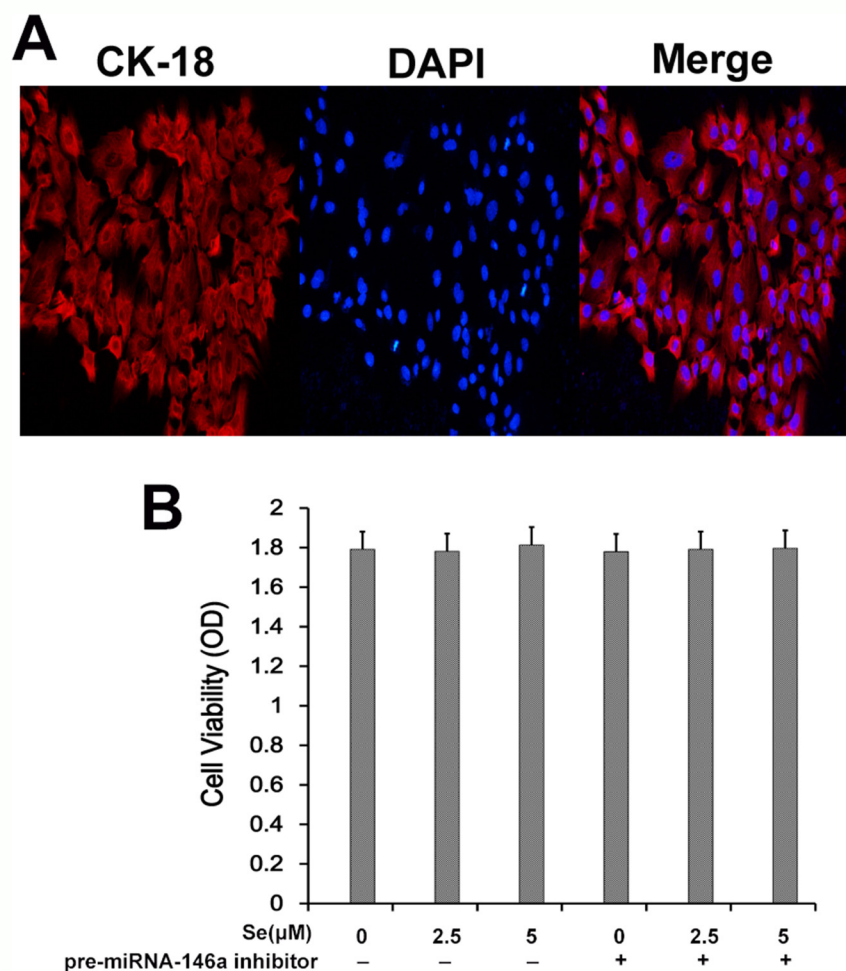 A
CK-18 DAPI Merge
B
Cell Viability (OD)
2
1.8
1.6
1.4
1.2
1
0.8
0.6
0.4
0.2
0
Se(μM) 0 2.5 5 0 2.5 5
pre-miRNA-146a inhibitor – – – + + +